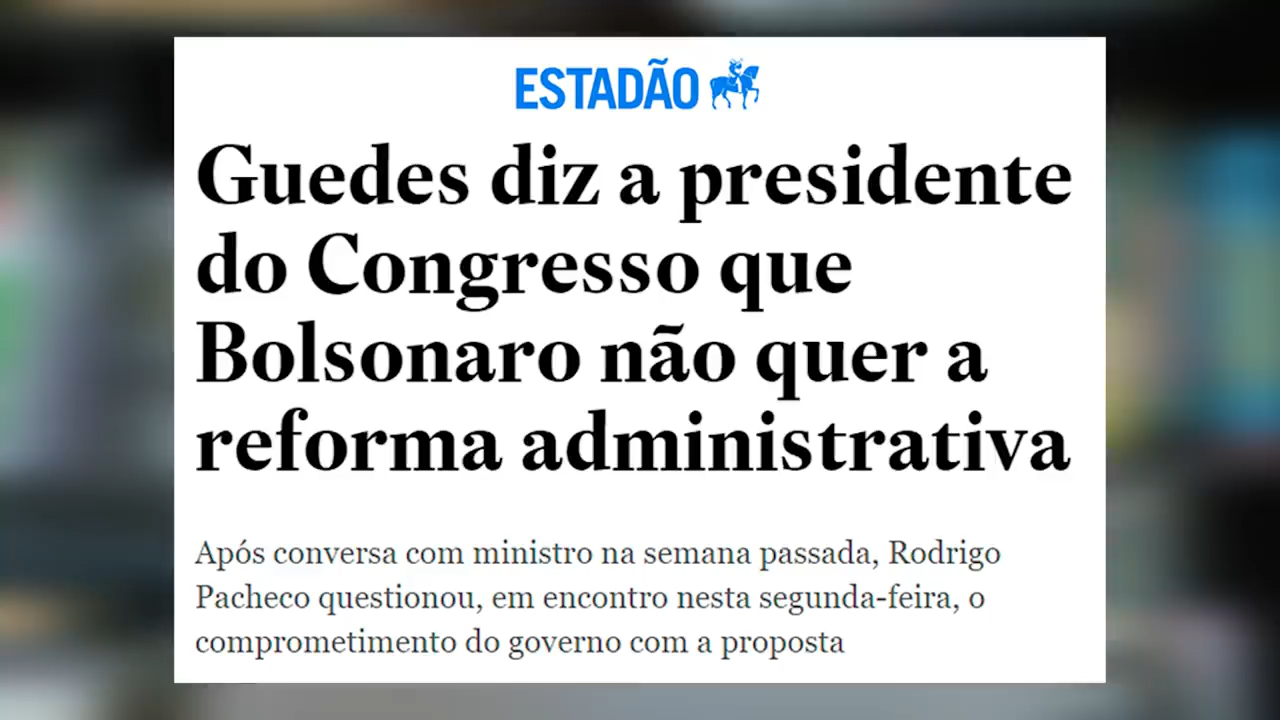 ESTADÃO
Guedes diz a presidente
do Congresso que
Bolsonaro não quer a
reforma administrativa
Após conversa com ministro na semana passada, Rodrigo
Pacheco questionou, em encontro nesta segunda-feira, o
comprometimento do governo com a proposta